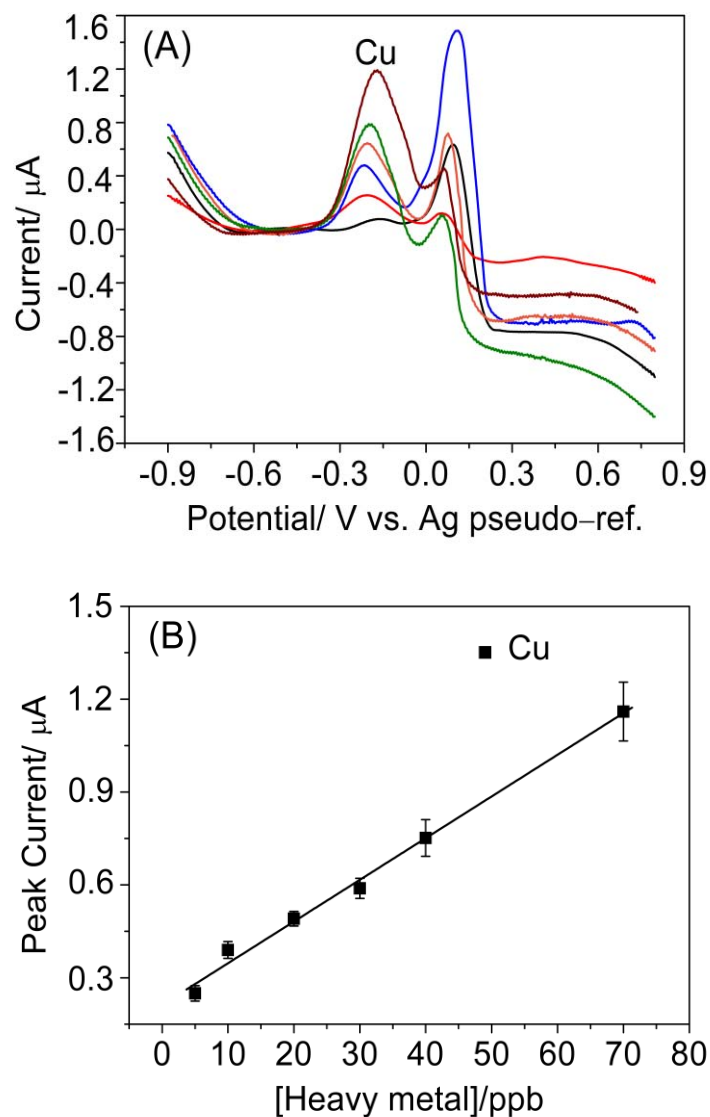 (A)
Cu
1.6
1.2
0.8
0.4
0.0
-0.4
-0.8
-1.2
-1.6
Current/ μA
-0.9 -0.6 -0.3 0.0 0.3 0.6 0.9
Potential/ V vs. Ag pseudo–ref.
(B)
Cu
1.5
1.2
0.9
0.6
0.3
Peak Current/ μA
0 10 20 30 40 50 60 70 80
[Heavy metal]/ppb